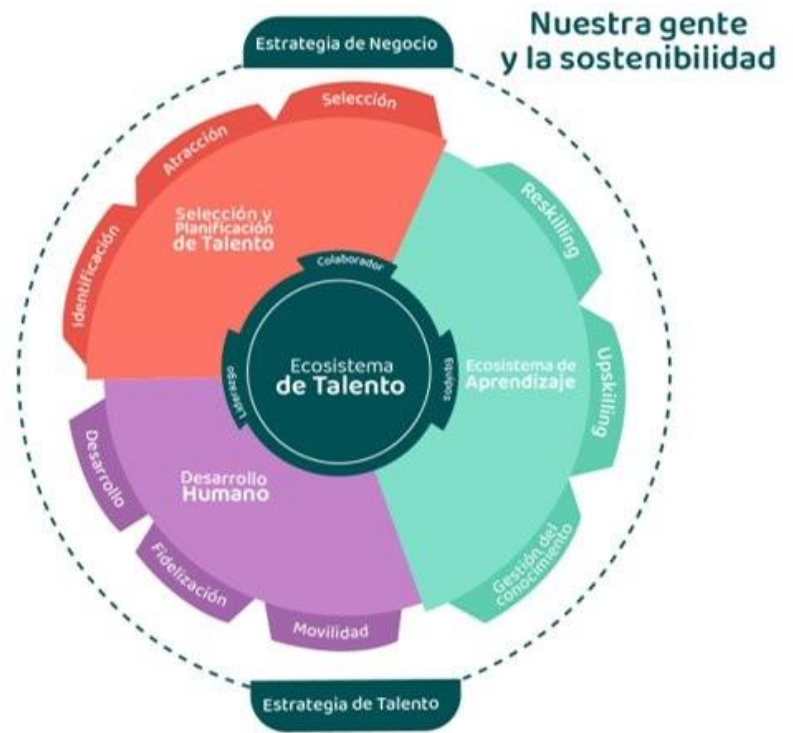 Nuestra gente
y la sostenibilidad
Estrategia de Negocio
Selección
Atracción
Identificación
Selección y
Planificación
de Talento
Reskilling
Upskilling
Gestión del
conocimiento
Ecosistema de
Aprendizaje
Colaborador
Equipos
Liderazgo
Ecosistema
de Talento
Desarrollo
Humano
Desarrollo
Fidelización
Movilidad
Estrategia de Talento